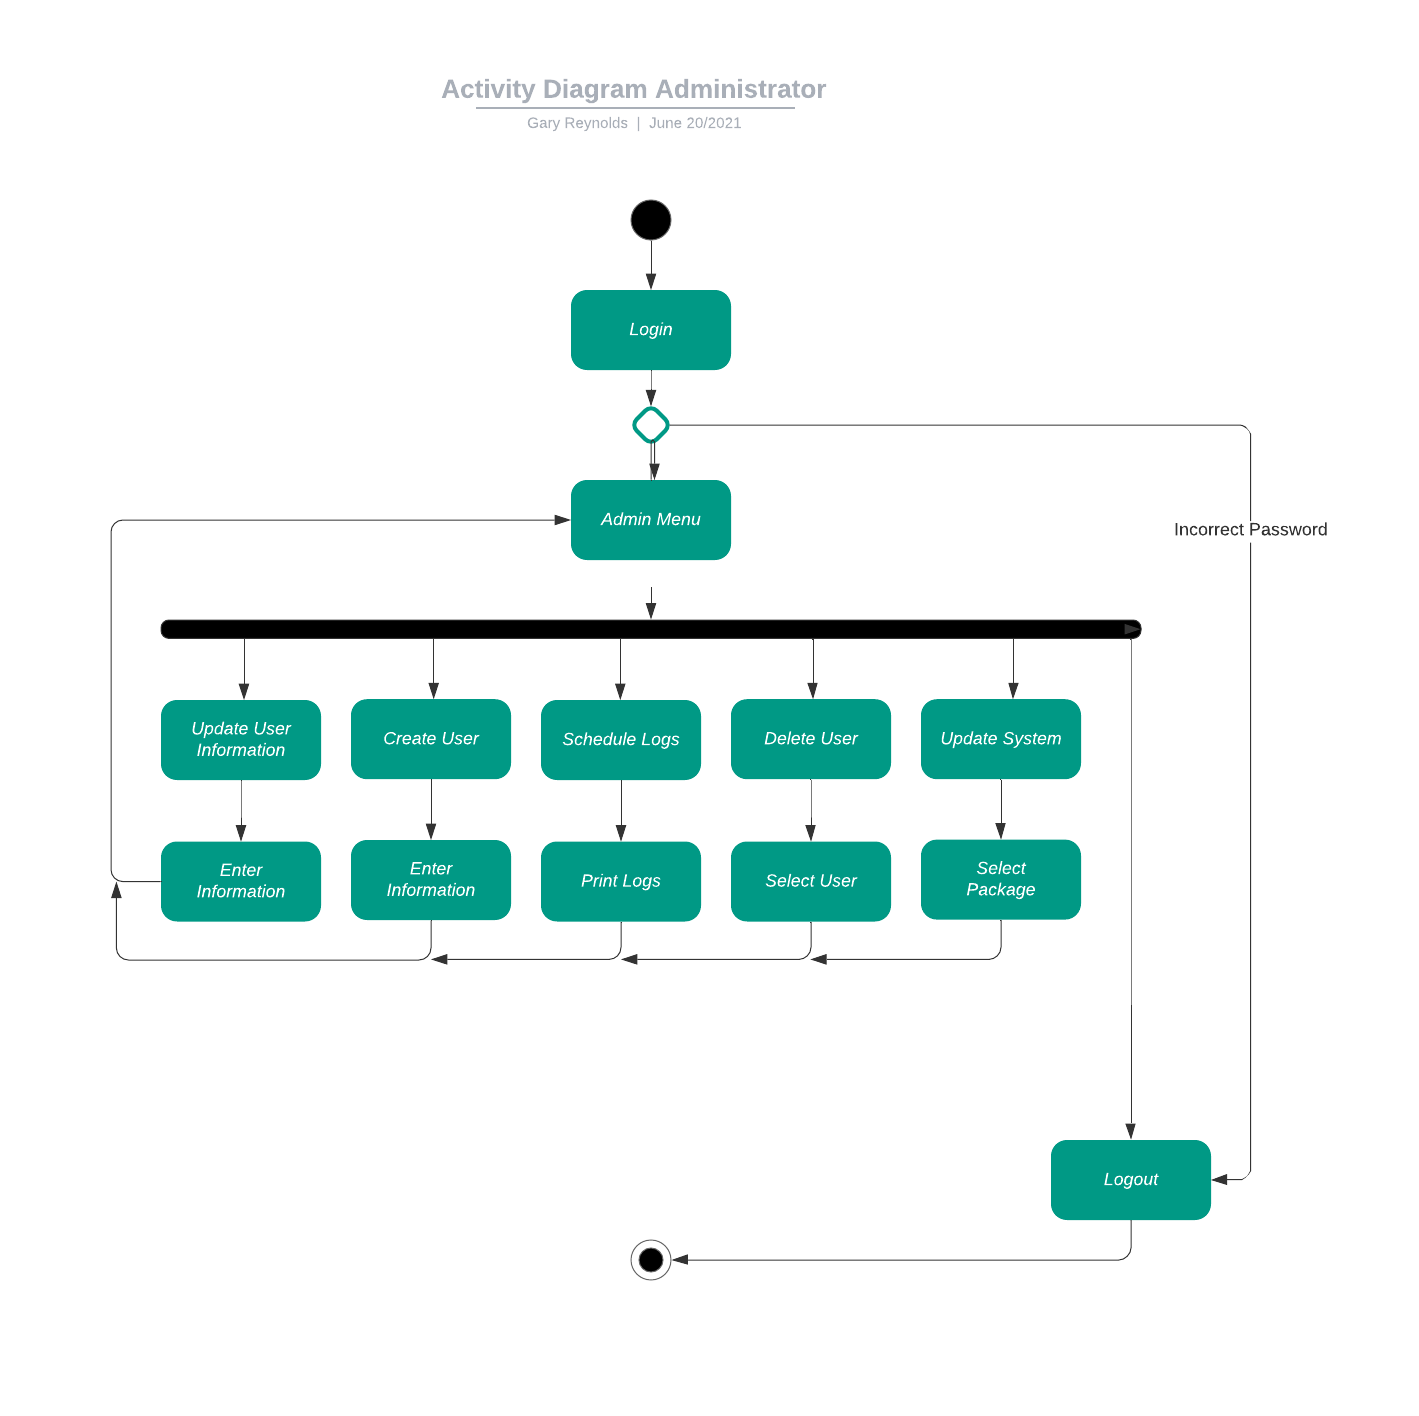 Activity Diagram Administrator
Gary Reynolds | June 20/2021
Login
Admin Menu
Incorrect Password
Update User
Information
Create User
Schedule Logs
Delete User
Update System
Enter
Information
Enter
Information
Print Logs
Select User
Select
Package
Logout